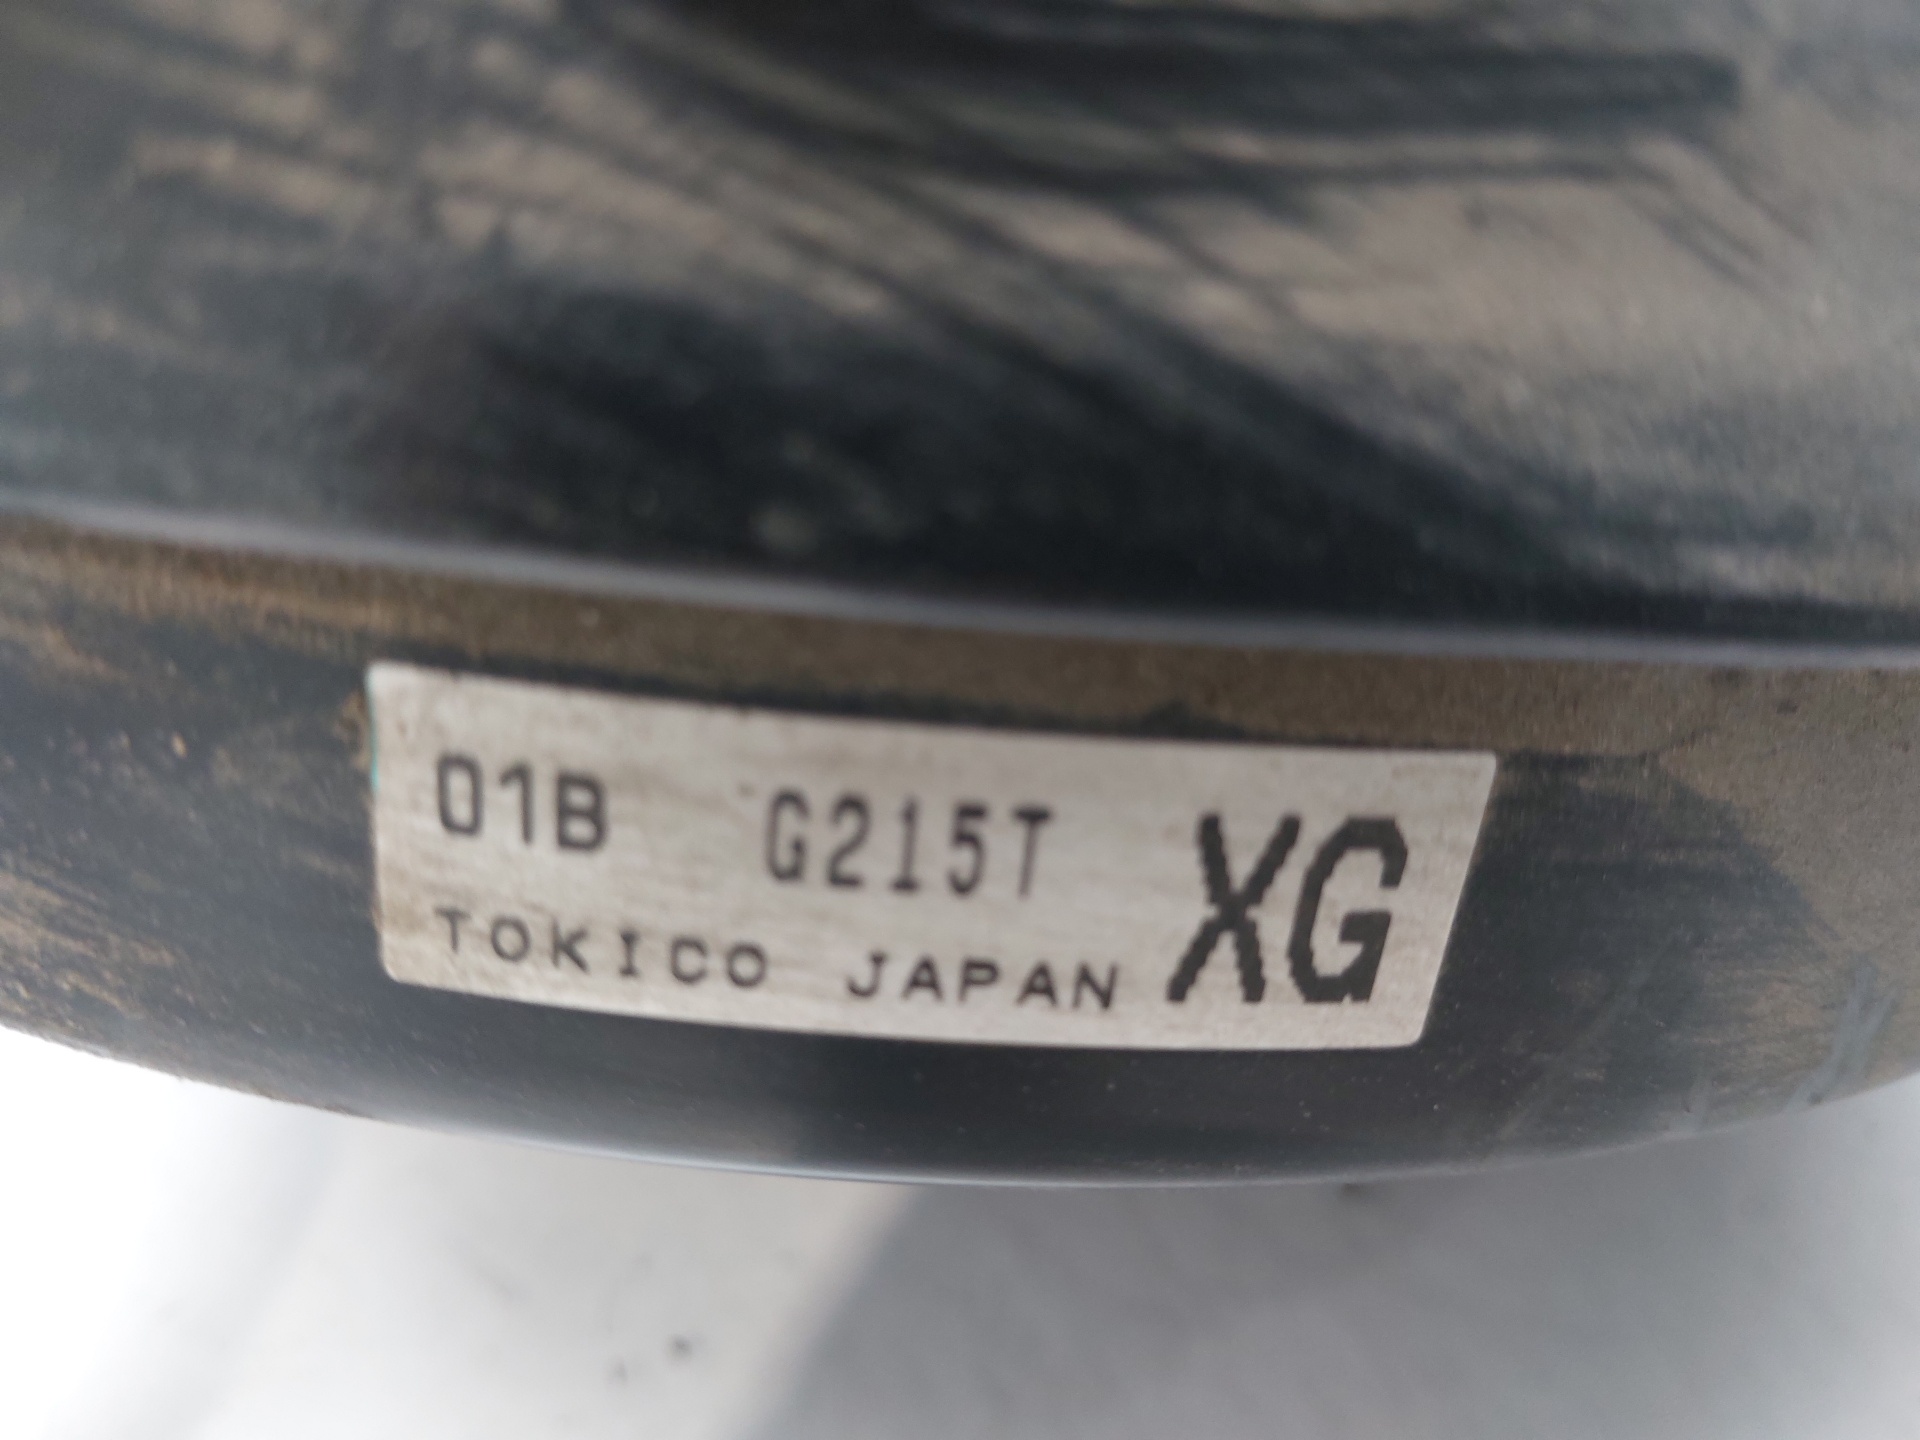 01B G215T XG
TOKICO JAPAN